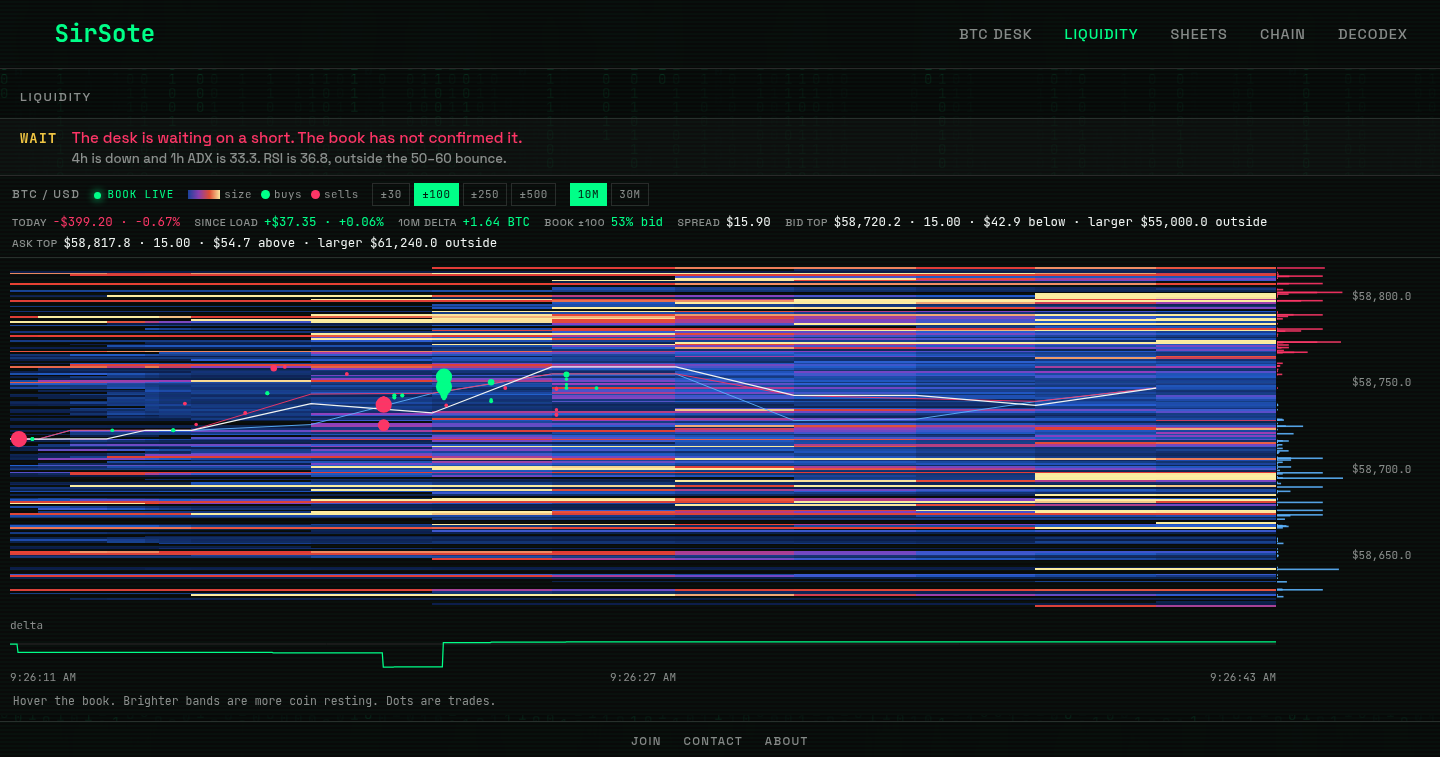 SirSote
BTC DESK LIQUIDITY SHEETS CHAIN DECODEX
LIQUIDITY
WAIT The desk is waiting on a short. The book has not confirmed it.
4h is down and 1h ADX is 33.3. RSI is 36.8, outside the 50–60 bounce.
BTC / USD BOOK LIVE size buys sells ±30 ±100 ±250 ±500 10M 30M
TODAY -$399.20 · -0.67% SINCE LOAD +$37.35 · +0.06% 10M DELTA +1.64 BTC BOOK ±100 53% bid SPREAD $15.90 BID TOP $58,720.2 · 15.00 · $42.9 below · larger $55,000.0 outside
ASK TOP $58,817.8 · 15.00 · $54.7 above · larger $61,240.0 outside
$58,800.0
$58,750.0
$58,700.0
$58,650.0
delta
9:26:11 AM 9:26:27 AM 9:26:43 AM
Hover the book. Brighter bands are more coin resting. Dots are trades.
JOIN CONTACT ABOUT